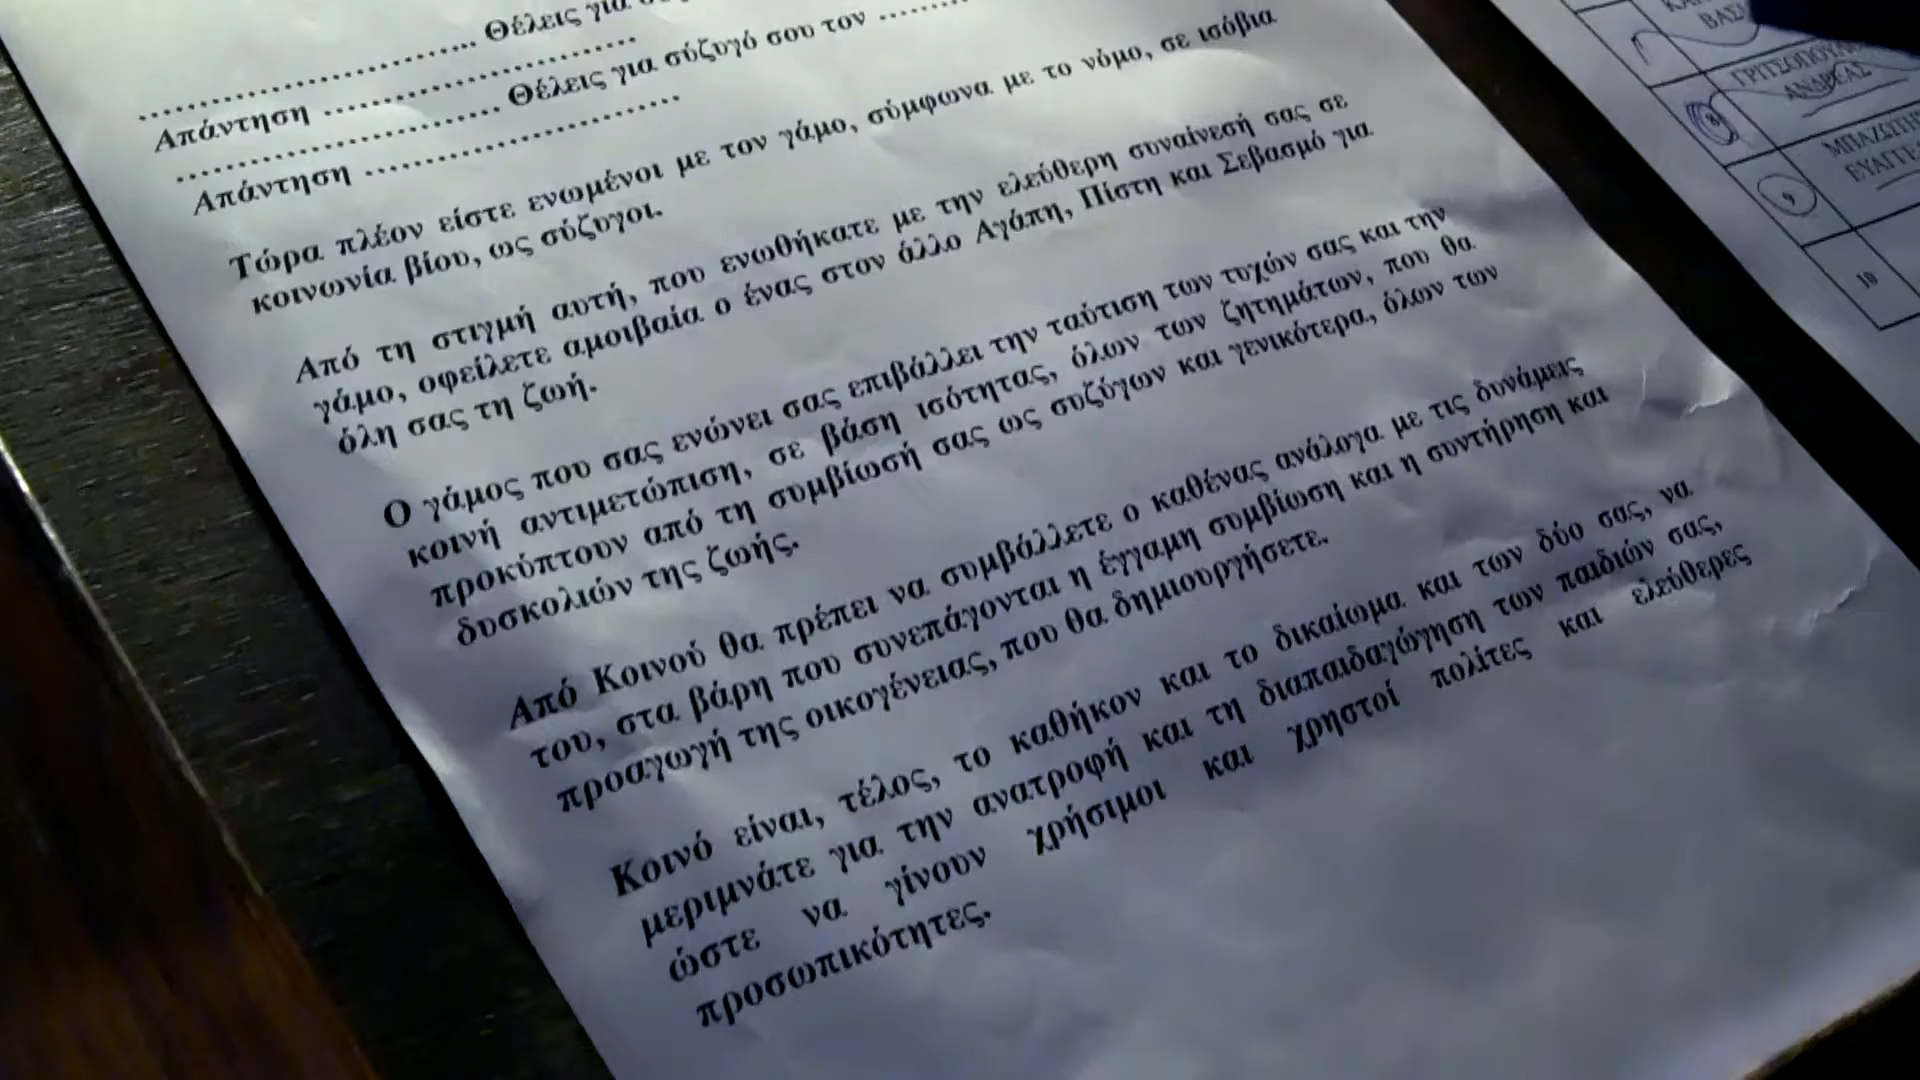 ........................... Θέλεις για
Απάντηση ..............................
.............................. Θέλεις για σύζυγό σου τον .........
Απάντηση ..............................
Τώρα πλέον είστε ενωμένοι με τον γάμο, σύμφωνα με το νόμο, σε ισόβια
κοινωνία βίου, ως σύζυγοι.
Από τη στιγμή αυτή, που ενωθήκατε με την ελεύθερη συναίνεσή σας σε
γάμο, οφείλετε αμοιβαία ο ένας στον άλλο Αγάπη, Πίστη και Σεβασμό για
όλη σας τη ζωή.
Ο γάμος που σας ενώνει σας επιβάλλει την ταύτιση των τυχών σας και την
κοινή αντιμετώπιση, σε βάση ισότητας, όλων των ζητημάτων, που θα
προκύπτουν από τη συμβίωσή σας ως συζύγων και γενικότερα, όλων των
δυσκολιών της ζωής.
Από Κοινού θα πρέπει να συμβάλλετε ο καθένας ανάλογα με τις δυνάμεις
του, στα βάρη που συνεπάγονται η έγγαμη συμβίωση και η συντήρηση και
προαγωγή της οικογένειας, που θα δημιουργήσετε.
Κοινό είναι, τέλος, το καθήκον και το δικαίωμα και των δύο σας, να
μεριμνάτε για την ανατροφή και τη διαπαιδαγώγηση των παιδιών σας,
ώστε να γίνουν χρήσιμοι και χρηστοί πολίτες και ελεύθερες
προσωπικότητες.
8
ΑΝΔΡΕΑΣ
9
10